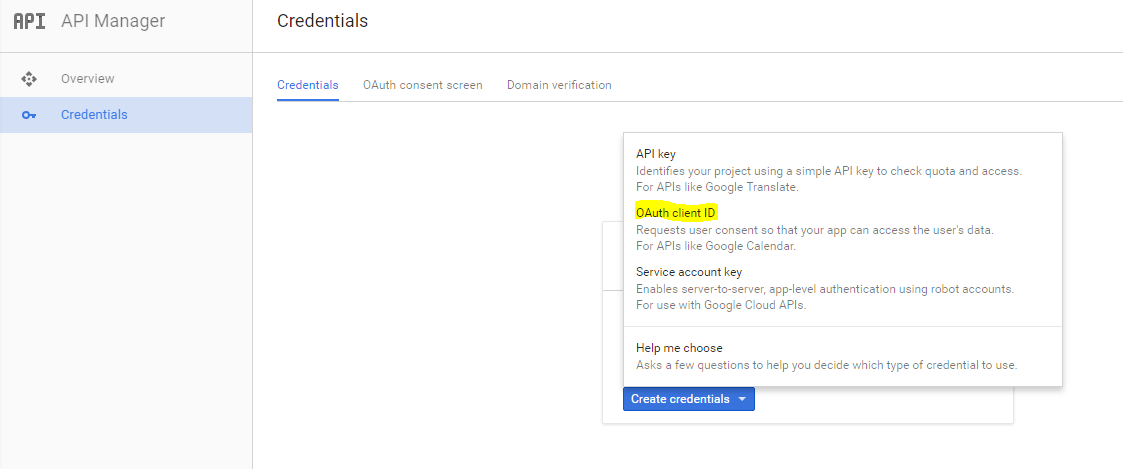 API API Manager
Credentials
Overview
Credentials
Credentials OAuth consent screen Domain verification
API key
Identifies your project using a simple API key to check quota and access.
For APIs like Google Translate.
OAuth client ID
Requests user consent so that your app can access the user's data.
For APIs like Google Calendar.
Service account key
Enables server-to-server, app-level authentication using robot accounts.
For use with Google Cloud APIs.
Help me choose
Asks a few questions to help you decide which type of credential to use.
Create credentials